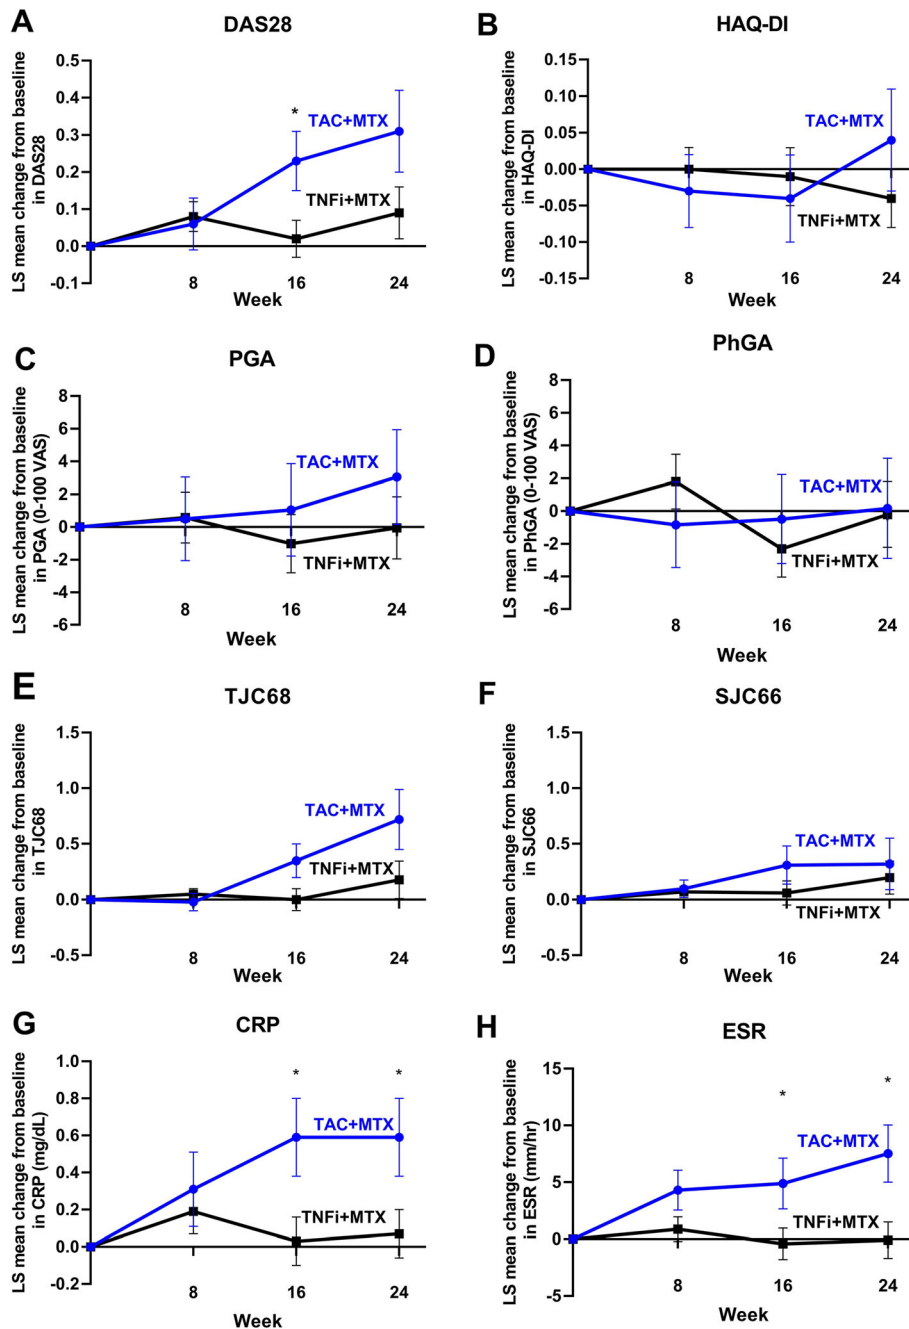 A
DAS28
LS mean change from baseline
in DAS28
0.5
0.4
0.3
0.2
0.1
0.0
-0.1
*
TAC+MTX
TNFi+MTX
8
16
24
Week
B
HAQ-DI
LS mean change from baseline
in HAQ-DI
0.15
0.10
0.05
0.00
-0.05
-0.10
-0.15
TAC+MTX
TNFi+MTX
8
16
24
Week
C
PGA
LS mean change from baseline
in PGA (0-100 VAS)
8
6
4
2
0
-2
-4
-6
TAC+MTX
TNFi+MTX
8
16
24
Week
D
PhGA
LS mean change from baseline
in PhGA (0-100 VAS)
8
6
4
2
0
-2
-4
-6
TAC+MTX
TNFi+MTX
8
16
24
Week
E
TJC68
LS mean change from baseline
in TJC68
1.5
1.0
0.5
0.0
-0.5
TAC+MTX
TNFi+MTX
8
16
24
Week
F
SJC66
LS mean change from baseline
in SJC66
1.5
1.0
0.5
0.0
-0.5
TAC+MTX
TNFi+MTX
8
16
24
Week
G
CRP
LS mean change from baseline
in CRP (mg/dL)
1.0
0.8
0.6
0.4
0.2
0.0
-0.2
*
*
TAC+MTX
TNFi+MTX
8
16
24
Week
H
ESR
LS mean change from baseline
in ESR (mm/hr)
15
10
5
0
-5
*
*
TAC+MTX
TNFi+MTX
8
16
24
Week